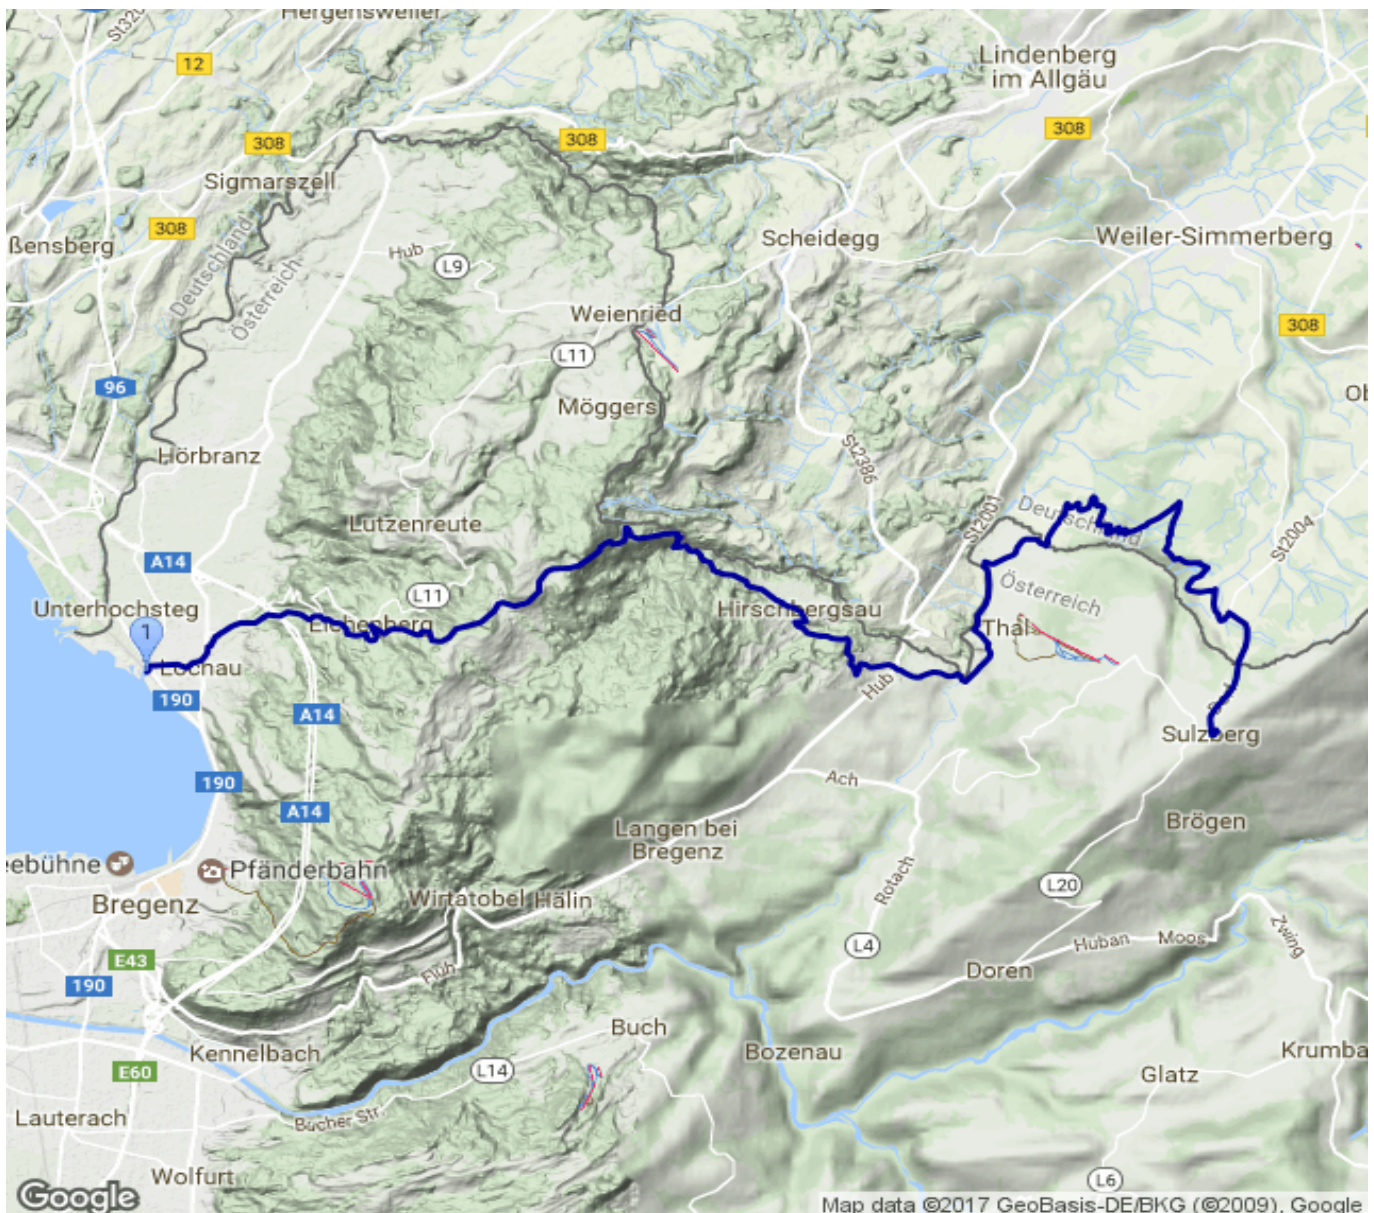 Hergensweiler
St320
12
Lindenberg
im Allgäu
308
308
308
Sigmarszell
308
ßensberg
Deutschland
Österreich
Hub
L9
Scheidegg
Weiler-Simmerberg
Weienried
308
L11
96
Möggers
Ob
Hörbranz
St2386
Lutzenreute
St2001
Deutschland
St2004
A14
L11
Österreich
Unterhochsteg
1
Eichenberg
Hirschbergsau
Thal
Lochau
190
Hub
A14
Sulzberg
190
Ach
A14
Langen bei
Bregenz
Brögen
eebühne
Pfänderbahn
Rotach
L20
Wirtatobel
Hälin
Bregenz
L4
Huban
Moos
Zwing
E43
Flüh
Doren
190
Buch
Kennelbach
Bozenau
Krumba
E60
L14
Glatz
Lauterach
Bucher Str.
Wolfurt
L6
Google
Map data ©2017 GeoBasis-DE/BKG (©2009), Google